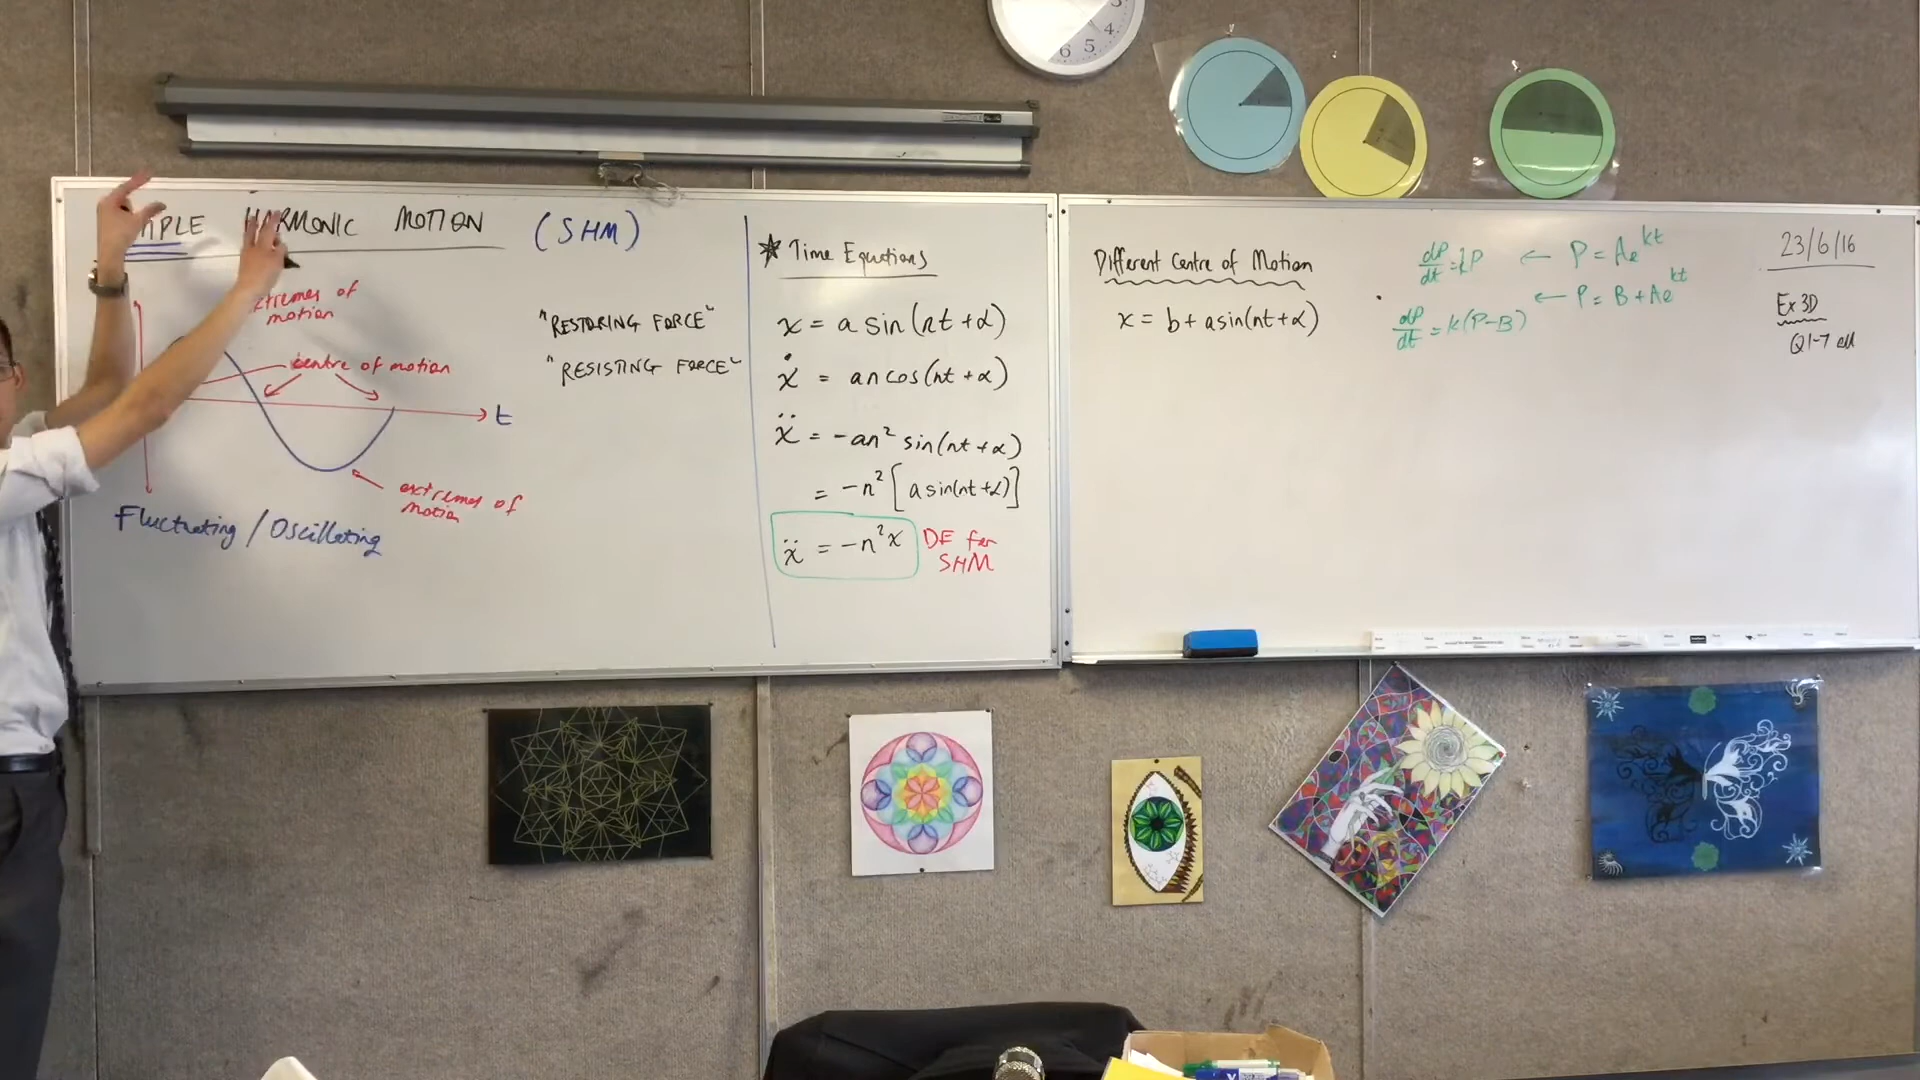 HARMONIC MOTION (SHM)
extremes of
motion
centre of motion
t
extremes of
motion
Fluctuating / Oscillating
"RESTORING FORCE"
"RESISTING FORCE"
* Time Equations
x = a sin(nt+α)
ẋ = an cos(nt+α)
ẍ = -an² sin(nt+α)
= -n² [a sin(nt+α)]
ẍ = -n²x
DE for
SHM
Different Centre of Motion
x = b + a sin(nt+α)
dP/dt = kP ← P = Ae^kt
dP/dt = k(P-B) ← P = B + Ae^kt
23/6/16
Ex 3D
Q1-7 all
6 5 4